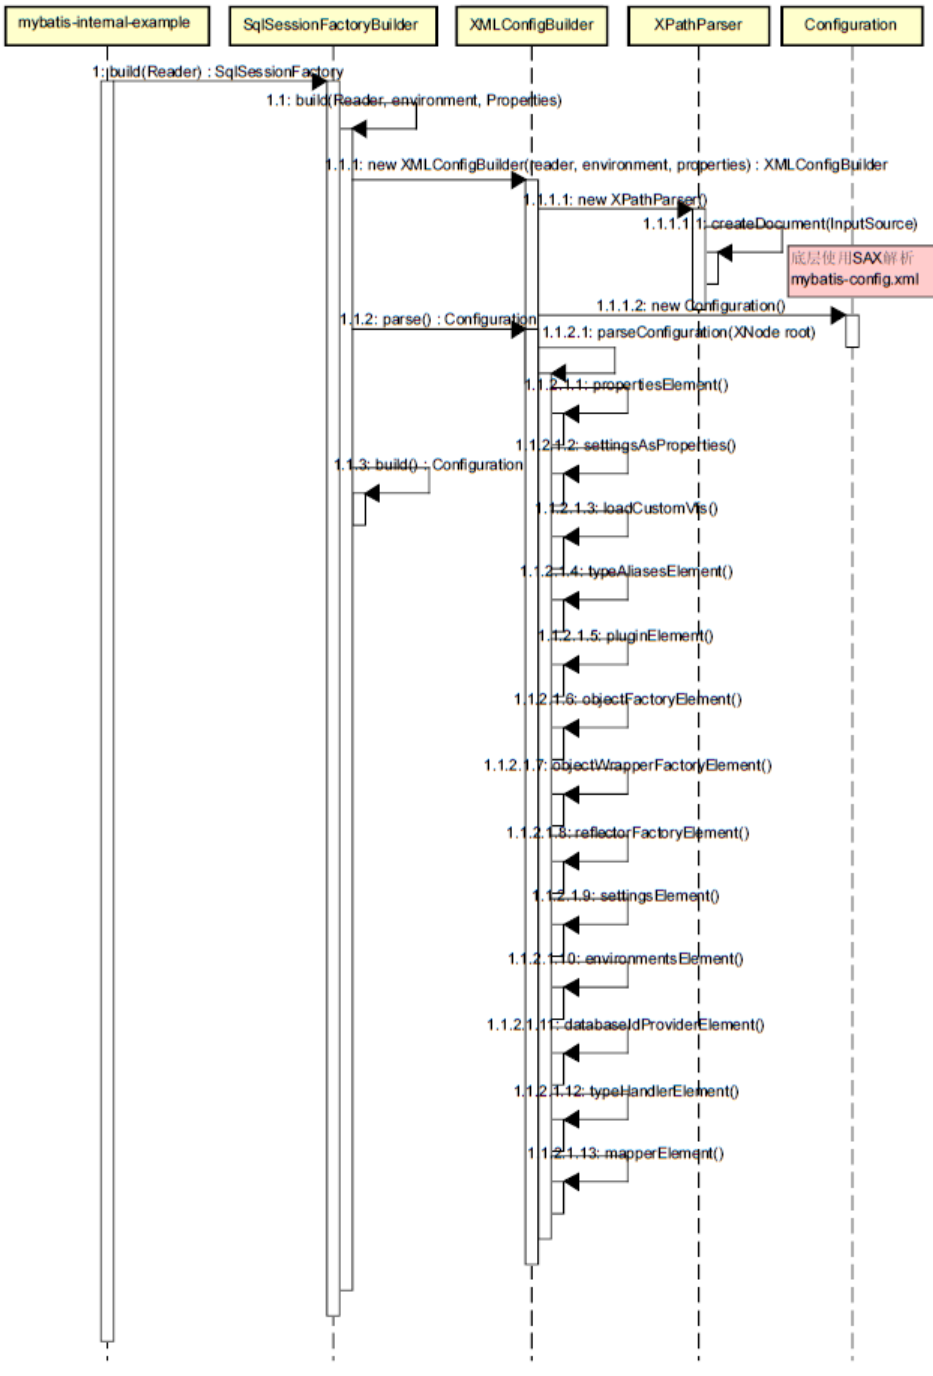 mybatis-internal-example
SqlSessionFactoryBuilder
XMLConfigBuilder
XPathParser
Configuration
1: build(Reader) : SqlSessionFactory
1.1: build(Reader, environment, Properties)
1.1.1: new XMLConfigBuilder(reader, environment, properties) : XMLConfigBuilder
1.1.1.1: new XPathParser()
1.1.1.1.1: createDocument(InputSource)
底层使用SAX解析
mybatis-config.xml
1.1.1.2: new Configuration()
1.1.2: parse() : Configuration
1.1.2.1: parseConfiguration(XNode root)
1.1.2.1.1: propertiesElement()
1.1.2.1.2: settingsAsProperties()
1.1.3: build() : Configuration
1.1.2.1.3: loadCustomVfs()
1.1.2.1.4: typeAliasesElement()
1.1.2.1.5: pluginElement()
1.1.2.1.6: objectFactoryElement()
1.1.2.1.7: objectWrapperFactoryElement()
1.1.2.1.8: reflectorFactoryElement()
1.1.2.1.9: settingsElement()
1.1.2.1.10: environmentsElement()
1.1.2.1.11: databaseIdProviderElement()
1.1.2.1.12: typeHandlerElement()
1.1.2.1.13: mapperElement()